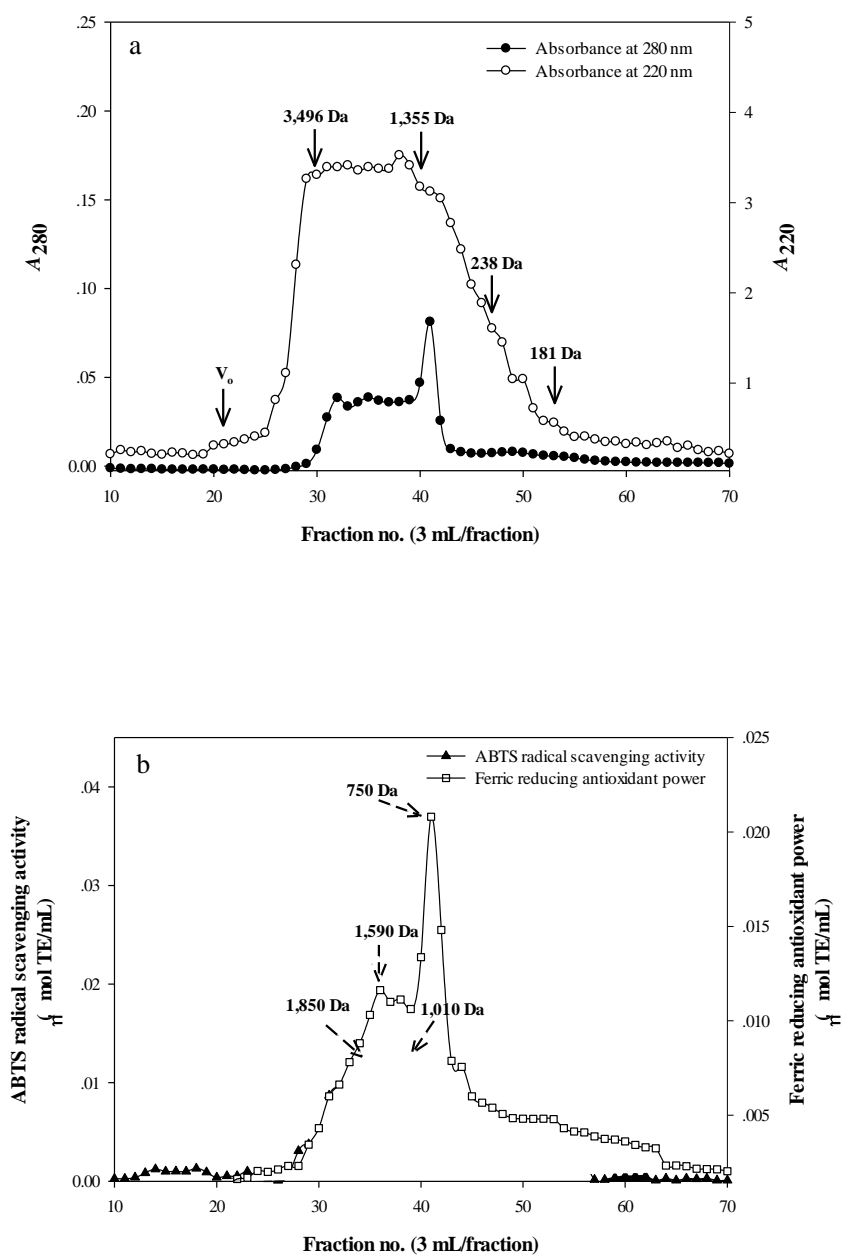 a
Absorbance at 280 nm
Absorbance at 220 nm
.25
.20
.15
.10
.05
0.00
A280
5
4
3
2
1
A220
3,496 Da
1,355 Da
238 Da
181 Da
Vo
10 20 30 40 50 60 70
Fraction no. (3 mL/fraction)
b
ABTS radical scavenging activity
Ferric reducing antioxidant power
.04
.03
.02
.01
0.00
ABTS radical scavenging activity
mol TE/mL)
.025
.020
.015
.010
.005
Ferric reducing antioxidant power
mol TE/mL)
750 Da
1,590 Da
1,850 Da
1,010 Da
10 20 30 40 50 60 70
Fraction no. (3 mL/fraction)